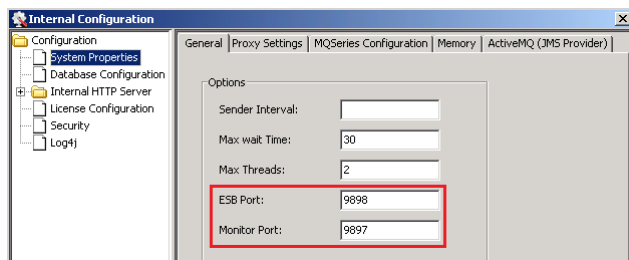 Internal Configuration
Configuration
System Properties
Database Configuration
Internal HTTP Server
License Configuration
Security
Log4j
General Proxy Settings MQSeries Configuration Memory ActiveMQ (JMS Provider)
Options
Sender Interval:
Max wait Time: 30
Max Threads: 2
ESB Port: 9898
Monitor Port: 9897